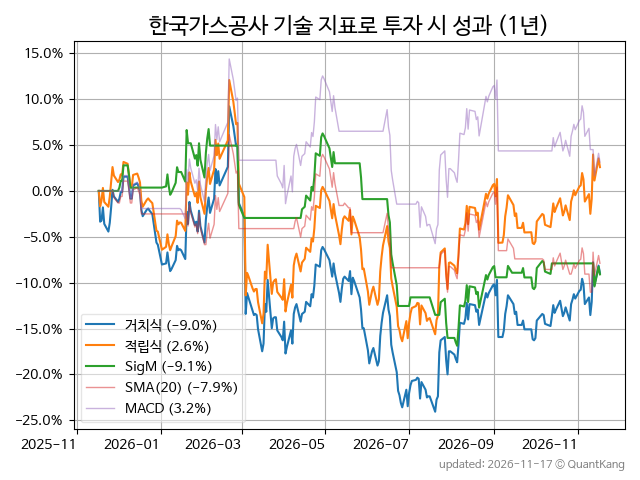 한국가스공사 기술 지표로 투자 시 성과 (1년)
15.0%
10.0%
5.0%
0.0%
−5.0%
−10.0%
−15.0%
−20.0%
−25.0%
거치식 (−9.0%)
적립식 (2.6%)
SigM (−9.1%)
SMA(20) (−7.9%)
MACD (3.2%)
2025-11 2026-01 2026-03 2026-05 2026-07 2026-09 2026-11
updated: 2026-11-17 © QuantKang